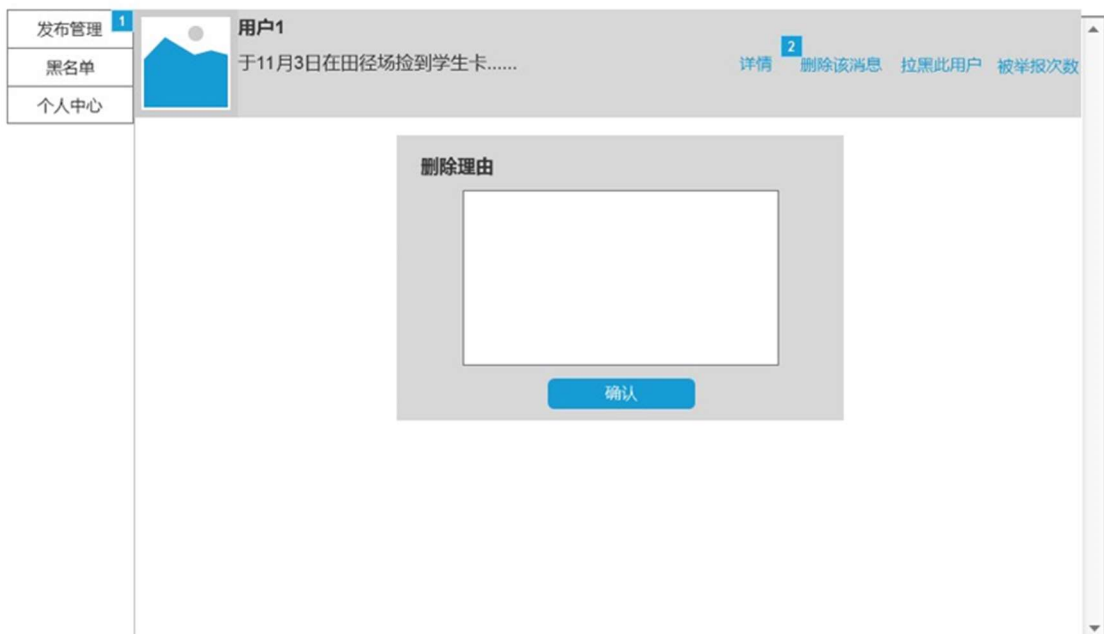 发布管理 1
黑名单
个人中心
用户1
于11月3日在田径场捡到学生卡......
2
详情 删除该消息 拉黑此用户 被举报次数
删除理由
确认